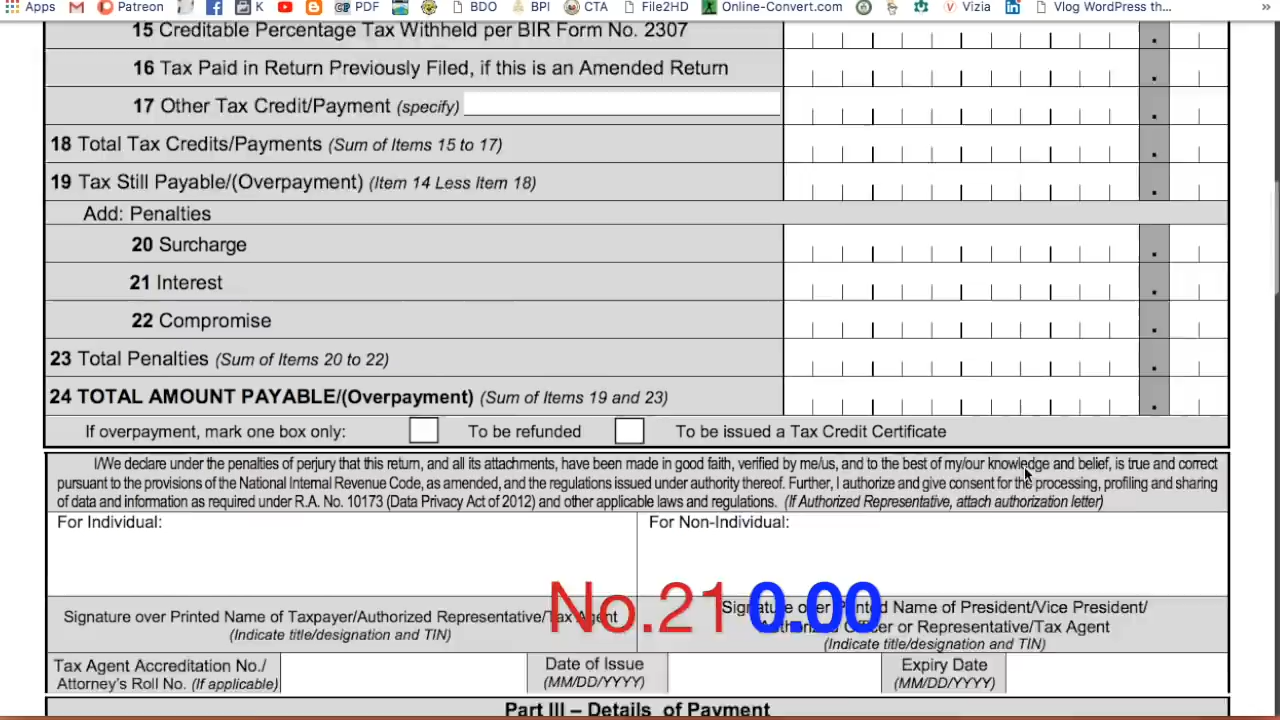 Apps Patreon K PDF BDO BPI CTA File2HD Online-Convert.com Vizia Vlog WordPress th... »
15 Creditable Percentage Tax Withheld per BIR Form No. 2307
16 Tax Paid in Return Previously Filed, if this is an Amended Return
17 Other Tax Credit/Payment (specify)
18 Total Tax Credits/Payments (Sum of Items 15 to 17)
19 Tax Still Payable/(Overpayment) (Item 14 Less Item 18)
Add: Penalties
20 Surcharge
21 Interest
22 Compromise
23 Total Penalties (Sum of Items 20 to 22)
24 TOTAL AMOUNT PAYABLE/(Overpayment) (Sum of Items 19 and 23)
If overpayment, mark one box only: To be refunded To be issued a Tax Credit Certificate
I/We declare under the penalties of perjury that this return, and all its attachments, have been made in good faith, verified by me/us, and to the best of my/our knowledge and belief, is true and correct
pursuant to the provisions of the National Internal Revenue Code, as amended, and the regulations issued under authority thereof. Further, I authorize and give consent for the processing, profiling and sharing
of data and information as required under R.A. No. 10173 (Data Privacy Act of 2012) and other applicable laws and regulations. (If Authorized Representative, attach authorization letter)
For Individual: For Non-Individual:
No.21 0.00
Signature over Printed Name of Taxpayer/Authorized Representative/Tax Agent
(Indicate title/designation and TIN)
Signature over Printed Name of President/Vice President/
Authorized Officer or Representative/Tax Agent
(Indicate title/designation and TIN)
Tax Agent Accreditation No./
Attorney's Roll No. (If applicable)
Date of Issue
(MM/DD/YYYY)
Expiry Date
(MM/DD/YYYY)
Part III – Details of Payment